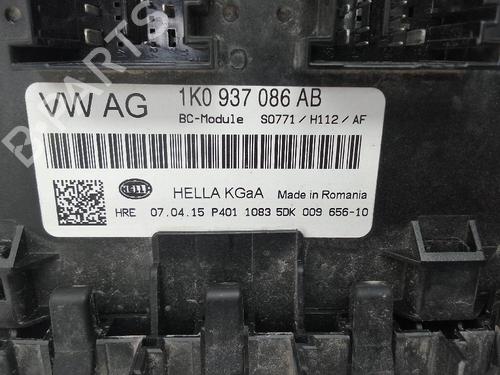 VW AG 1K0 937 086 AB
BC-Module S0771 / H112 / AF
HELLA HELLA KGaA Made in Romania
HRE 07.04.15 P401 1083 5DK 009 656-10
B-PARTS